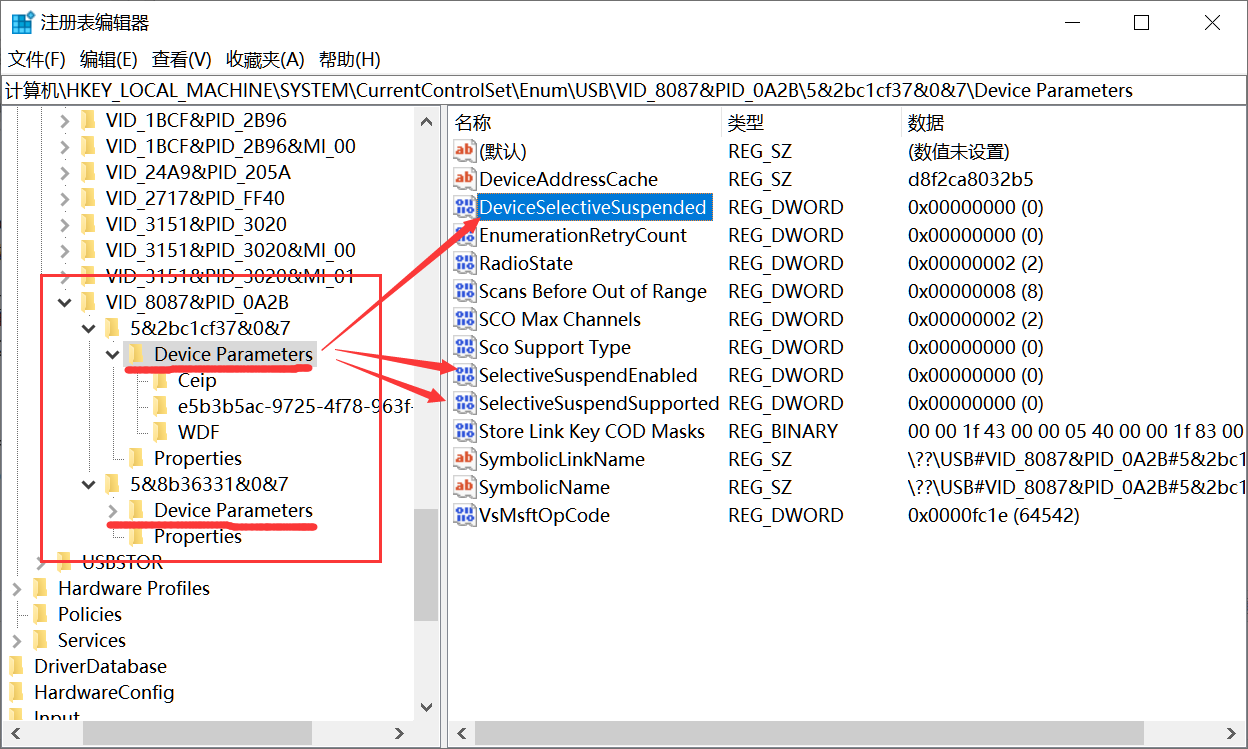 注册表编辑器
文件(F) 编辑(E) 查看(V) 收藏夹(A) 帮助(H)
计算机\HKEY_LOCAL_MACHINE\SYSTEM\CurrentControlSet\Enum\USB\VID_8087&PID_0A2B\5&2bc1cf37&0&7\Device Parameters
VID_1BCF&PID_2B96
VID_1BCF&PID_2B96&MI_00
VID_24A9&PID_205A
VID_2717&PID_FF40
VID_3151&PID_3020
VID_3151&PID_3020&MI_00
VID_3151&PID_3020&MI_01
VID_8087&PID_0A2B
5&2bc1cf37&0&7
Device Parameters
Ceip
e5b3b5ac-9725-4f78-963f-
WDF
Properties
5&8b36331&0&7
Device Parameters
Properties
USBSTOR
Hardware Profiles
Policies
Services
DriverDatabase
HardwareConfig
Input
名称 类型 数据
(默认) REG_SZ (数值未设置)
DeviceAddressCache REG_SZ d8f2ca8032b5
DeviceSelectiveSuspended REG_DWORD 0x00000000 (0)
EnumerationRetryCount REG_DWORD 0x00000000 (0)
RadioState REG_DWORD 0x00000002 (2)
Scans Before Out of Range REG_DWORD 0x00000008 (8)
SCO Max Channels REG_DWORD 0x00000002 (2)
Sco Support Type REG_DWORD 0x00000000 (0)
SelectiveSuspendEnabled REG_DWORD 0x00000000 (0)
SelectiveSuspendSupported REG_DWORD 0x00000000 (0)
Store Link Key COD Masks REG_BINARY 00 00 1f 43 00 00 05 40 00 00 1f 83 00
SymbolicLinkName REG_SZ \??\USB#VID_8087&PID_0A2B#5&2bc1
SymbolicName REG_SZ \??\USB#VID_8087&PID_0A2B#5&2bc1
VsMsftOpCode REG_DWORD 0x0000fc1e (64542)